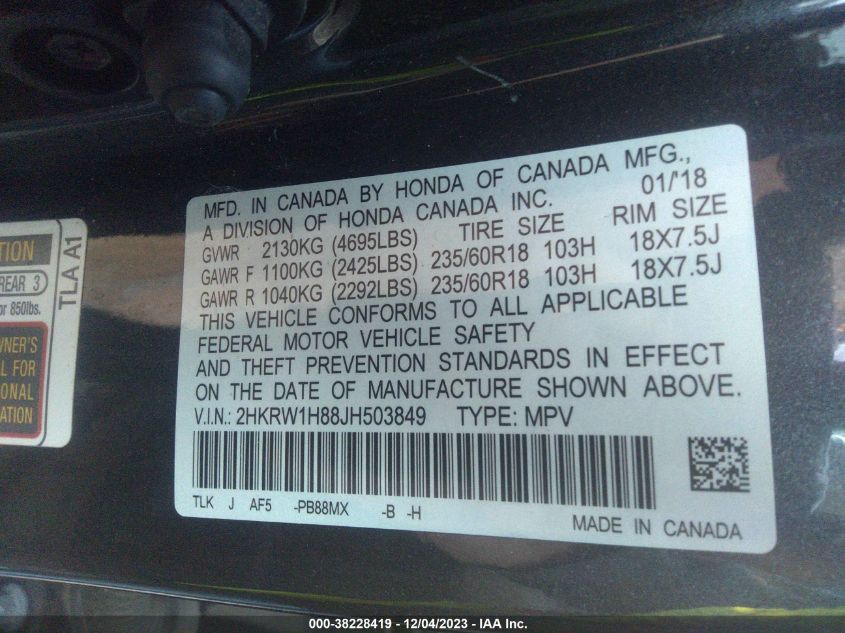 MFD. IN CANADA BY HONDA OF CANADA MFG.,
A DIVISION OF HONDA CANADA INC. 01/'18
GVWR 2130KG (4695LBS) TIRE SIZE RIM SIZE
GAWR F 1100KG (2425LBS) 235/60R18 103H 18X7.5J
GAWR R 1040KG (2292LBS) 235/60R18 103H 18X7.5J
THIS VEHICLE CONFORMS TO ALL APPLICABLE
FEDERAL MOTOR VEHICLE SAFETY
AND THEFT PREVENTION STANDARDS IN EFFECT
ON THE DATE OF MANUFACTURE SHOWN ABOVE.
V.I.N.: 2HKRW1H88JH503849 TYPE: MPV
TLK J AF5 -PB88MX -B -H
MADE IN CANADA
TLA A1
REAR 3
or 850lbs.
L FOR
000-38228419 - 12/04/2023 - IAA Inc.